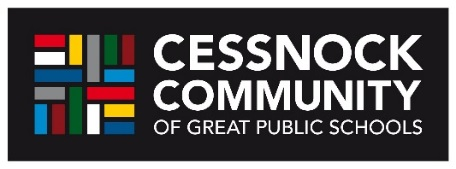 CESSNOCK
COMMUNITY
OF GREAT PUBLIC SCHOOLS